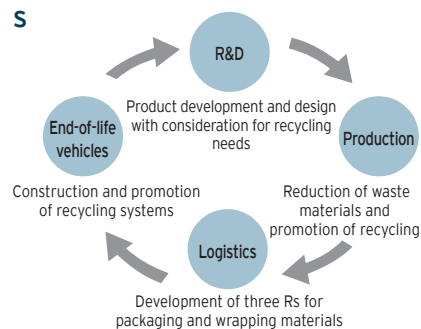 S
R&D
Product development and design
with consideration for recycling
needs
Production
Reduction of waste
materials and
promotion of recycling
Logistics
Development of three Rs for
packaging and wrapping materials
End-of-life
vehicles
Construction and promotion
of recycling systems